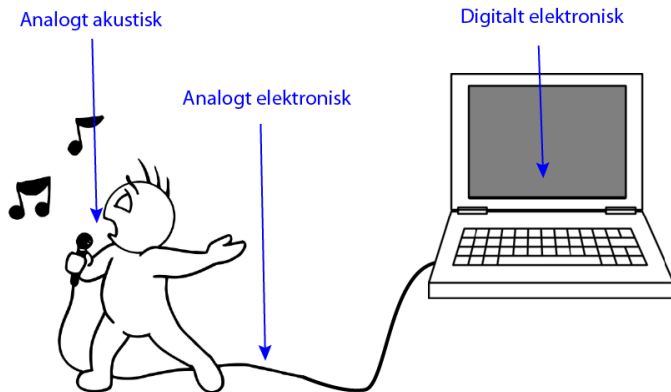 Analogt akustisk
Digitalt elektronisk
Analogt elektronisk